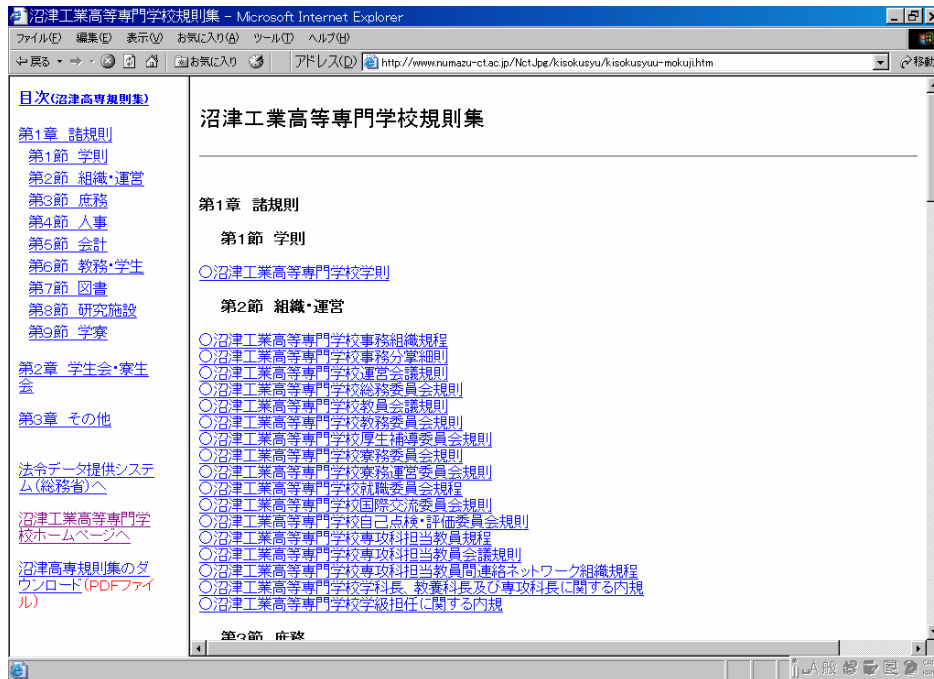 沼津工業高等専門学校規則集 - Microsoft Internet Explorer
ファイル(F) 編集(E) 表示(V) お気に入り(A) ツール(T) ヘルプ(H)
戻る お気に入り アドレス(D) http://www.numazu-ct.ac.jp/NctJpg/kisokusyu/kisokusyuu-mokuji.htm 移動
目次(沼津高専規則集)
第1章 諸規則
第1節 学則
第2節 組織・運営
第3節 庶務
第4節 人事
第5節 会計
第6節 教務・学生
第7節 図書
第8節 研究施設
第9節 学寮
第2章 学生会・寮生
会
第3章 その他
法令データ提供システ
ム(総務省)へ
沼津工業高等専門学
校ホームページへ
沼津高専規則集のダ
ウンロード(PDFファイ
ル)
沼津工業高等専門学校規則集
第1章 諸規則
第1節 学則
○沼津工業高等専門学校学則
第2節 組織・運営
○沼津工業高等専門学校事務組織規程
○沼津工業高等専門学校事務分掌細則
○沼津工業高等専門学校運営会議規則
○沼津工業高等専門学校総務委員会規則
○沼津工業高等専門学校教員会議規則
○沼津工業高等専門学校教務委員会規則
○沼津工業高等専門学校厚生補導委員会規則
○沼津工業高等専門学校寮務委員会規則
○沼津工業高等専門学校寮務運営委員会規則
○沼津工業高等専門学校就職委員会規程
○沼津工業高等専門学校国際交流委員会規則
○沼津工業高等専門学校自己点検・評価委員会規則
○沼津工業高等専門学校専攻科担当教員規程
○沼津工業高等専門学校専攻科担当教員会議規則
○沼津工業高等専門学校専攻科担当教員間連絡ネットワーク組織規程
○沼津工業高等専門学校学科長、教養科長及び専攻科長に関する内規
○沼津工業高等専門学校学級担任に関する内規
第3節 庶務
A 般